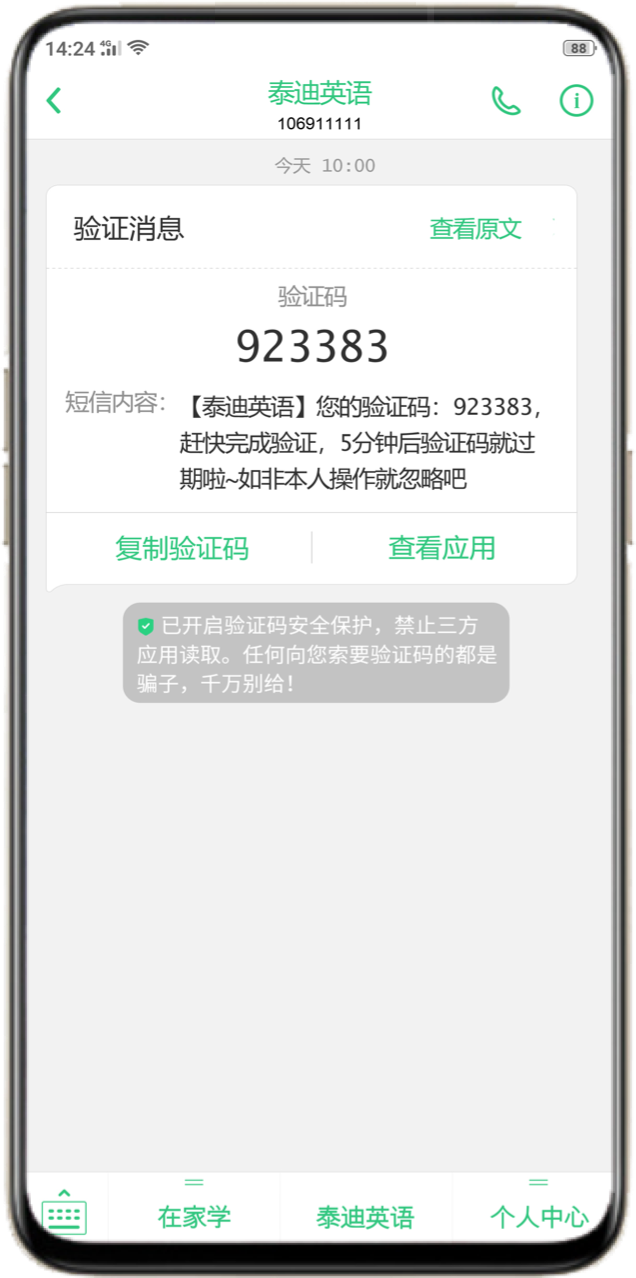 14:24 4G 88
泰迪英语
106911111
今天 10:00
验证消息 查看原文
验证码
923383
短信内容: 【泰迪英语】您的验证码: 923383,
赶快完成验证, 5分钟后验证码就过
期啦~如非本人操作就忽略吧
复制验证码 查看应用
已开启验证码安全保护，禁止三方
应用读取。任何向您索要验证码的都是
骗子，千万别给！
在家学 泰迪英语 个人中心